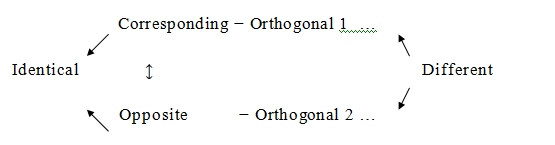 Corresponding – Orthogonal 1 ...
Identical ↕ Different
Opposite – Orthogonal 2 ...